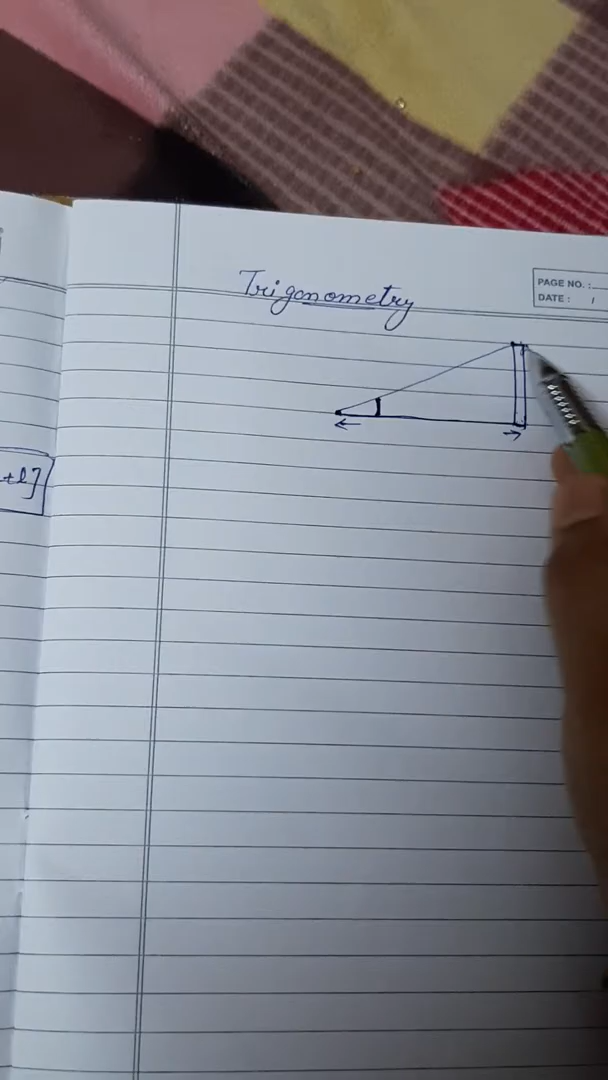 PAGE NO. :
DATE : /
Trigonometry
+l]